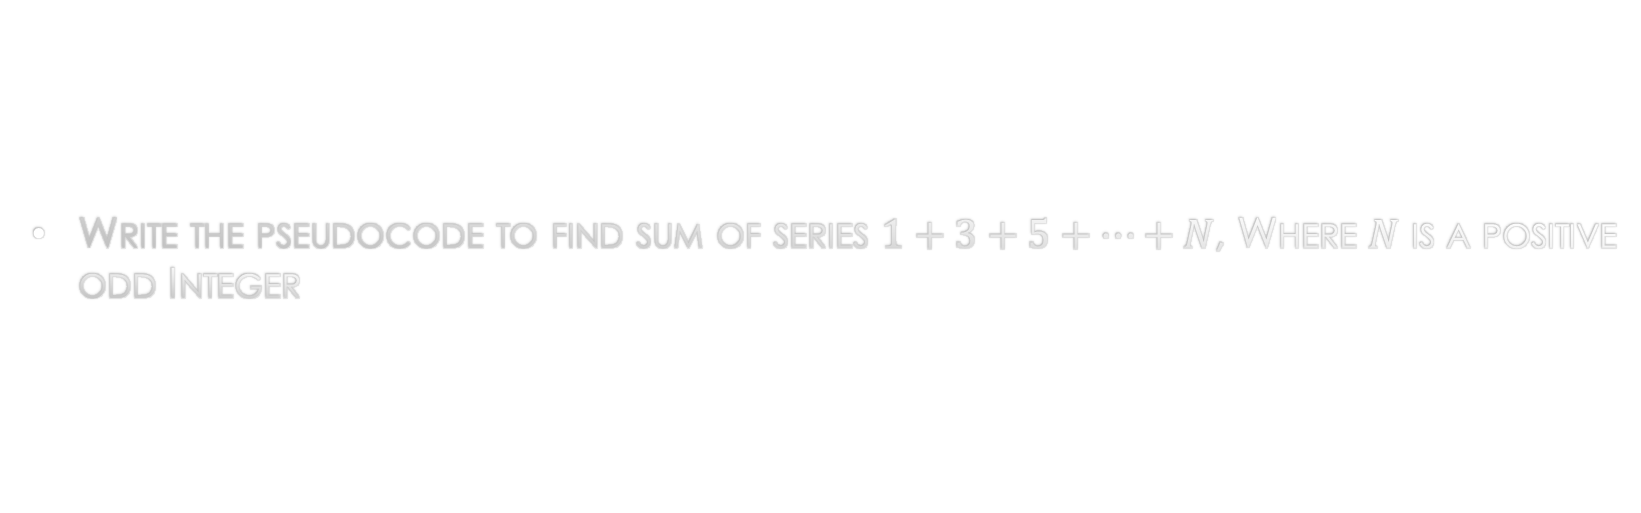 • Write the pseudocode to find sum of series 1 + 3 + 5 + ⋯ + N, Where N is a positive
odd Integer